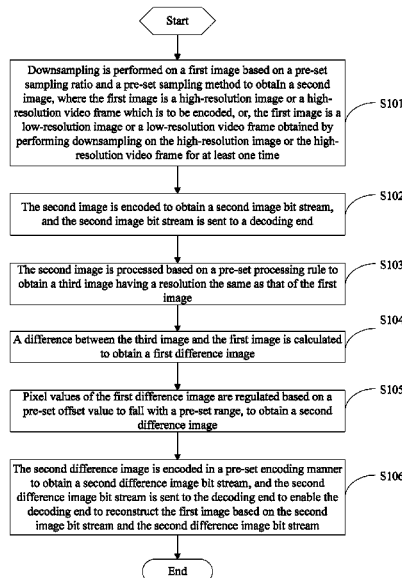 Start
Downsampling is performed on a first image based on a pre-set
sampling ratio and a pre-set sampling method to obtain a second
image, where the first image is a high-resolution image or a high-
resolution video frame which is to be encoded, or, the first image is a
low-resolution image or a low-resolution video frame obtained by
performing downsampling on the high-resolution image or the high-
resolution video frame for at least one time
S101
The second image is encoded to obtain a second image bit stream,
and the second image bit stream is sent to a decoding end
S102
The second image is processed based on a pre-set processing rule to
obtain a third image having a resolution the same as that of the first
image
S103
A difference between the third image and the first image is calculated
to obtain a first difference image
S104
Pixel values of the first difference image are regulated based on a
pre-set offset value to fall with a pre-set range, to obtain a second
difference image
S105
The second difference image is encoded in a pre-set encoding manner
to obtain a second difference image bit stream, and the second
difference image bit stream is sent to the decoding end to enable the
decoding end to reconstruct the first image based on the second
image bit stream and the second difference image bit stream
S106
End